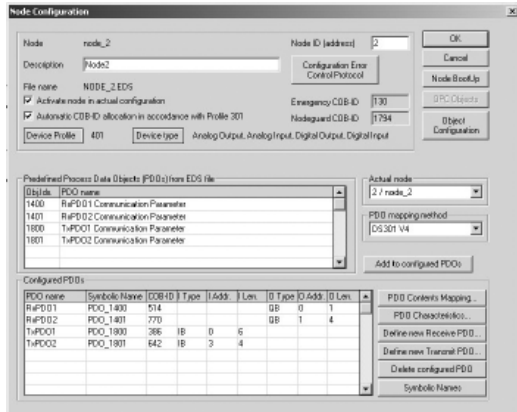 Node Configuration
Node node_2 Node ID (address) 2
Description Node2
Configuration Error Control Protocol
File name NODE_2.EDS
Activate node in actual configuration
Automatic COB-ID allocation in accordance with Profile 301
Emergency COB-ID 130
Nodeguard COB-ID 1794
Device Profile 401 Device type Analog Output, Analog Input, Digital Output, Digital Input
OK
Cancel
Node BootUp
OPC Objects
Object Configuration
Predefined Process Data Objects (PDOs) from EDS file
Obj.Idx. PDO name
1400 RxPDO1 Communication Parameter
1401 RxPDO2 Communication Parameter
1800 TxPDO1 Communication Parameter
1801 TxPDO2 Communication Parameter
Actual node
2 / node_2
PDO mapping method
DS301 V4
Add to configured PDOs
Configured PDOs
PDO name Symbolic Name COB-ID I Type I Addr. I Len. O Type O Addr. O Len.
RxPDO1 PDO_1400 514 QB 0 1
RxPDO2 PDO_1401 770 QB 1 4
TxPDO1 PDO_1800 386 IB 0 6
TxPDO2 PDO_1801 642 IB 3 4
PDO Contents Mapping...
PDO Characteristics...
Define new Receive PDO...
Define new Transmit PDO...
Delete configured PDO
Symbolic Names